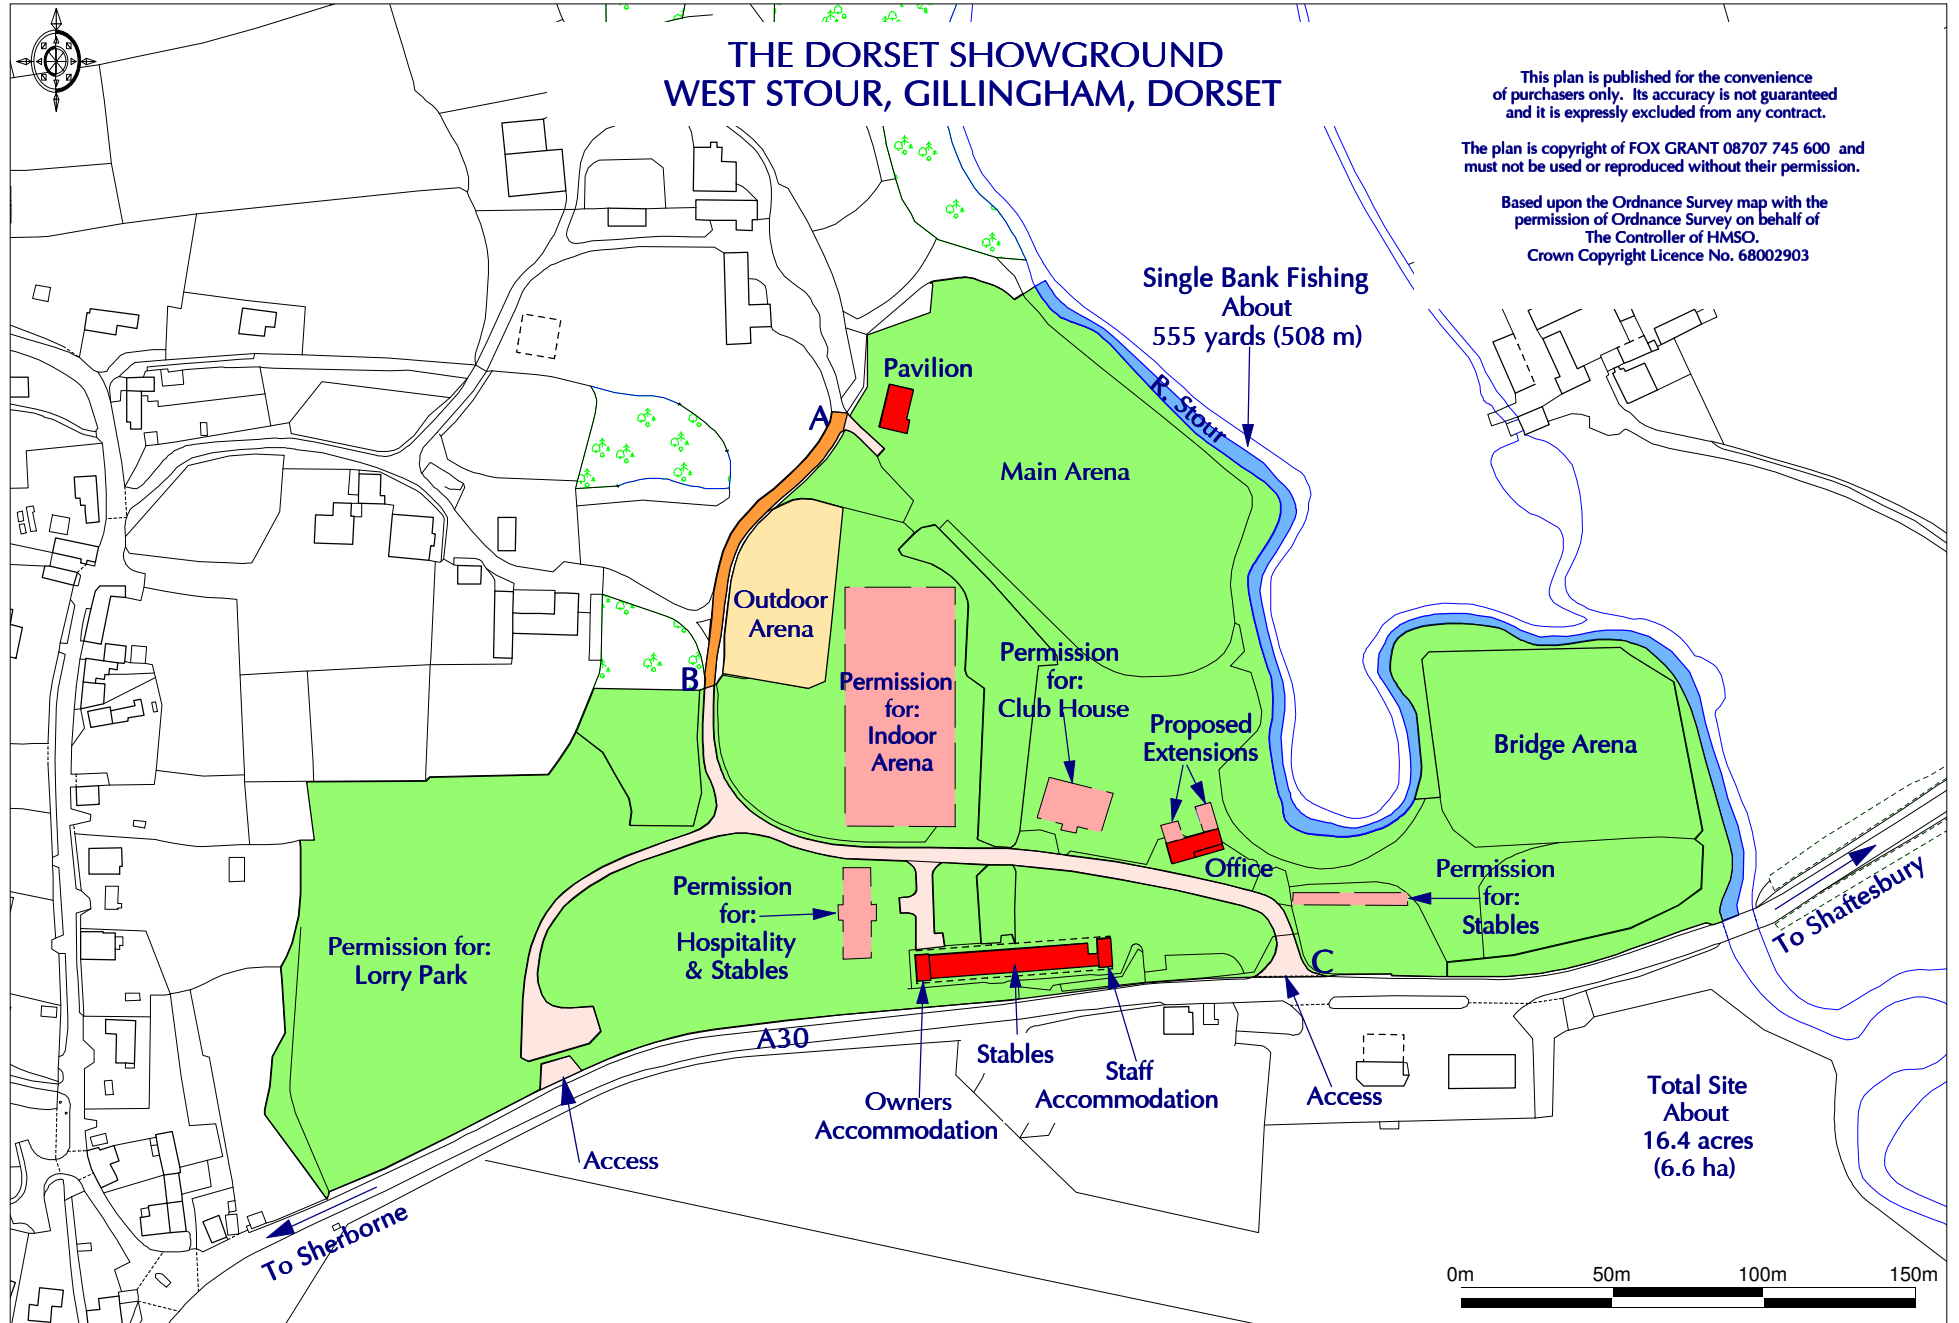 THE DORSET SHOWGROUND
WEST STOUR, GILLINGHAM, DORSET
This plan is published for the convenience
of purchasers only. Its accuracy is not guaranteed
and it is expressly excluded from any contract.
The plan is copyright of FOX GRANT 08707 745 600 and
must not be used or reproduced without their permission.
Based upon the Ordnance Survey map with the
permission of Ordnance Survey on behalf of
The Controller of HMSO.
Crown Copyright Licence No. 68002903
Single Bank Fishing
About
555 yards (508 m)
Pavilion
R. Stour
A
Main Arena
Outdoor
Arena
B
Permission
for:
Indoor
Arena
Permission
for:
Club House
Proposed
Extensions
Bridge Arena
Office
Permission
for:
Stables
Permission
for:
Hospitality
& Stables
Permission for:
Lorry Park
To Shaftesbury
C
A30
Stables
Staff
Accommodation
Owners
Accommodation
Access
Access
To Sherborne
Total Site
About
16.4 acres
(6.6 ha)
0m 50m 100m 150m